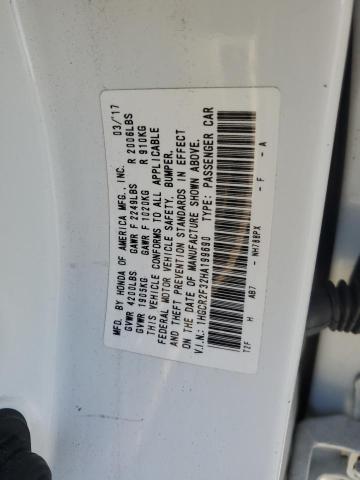 MFD. BY HONDA OF AMERICA MFG., INC. 03/'17
GVWR 4200LBS GAWR F 2249LBS R 2006LBS
GVWR 1905KG GAWR F 1020KG R 910KG
THIS VEHICLE CONFORMS TO ALL APPLICABLE
FEDERAL MOTOR VEHICLE SAFETY, BUMPER,
AND THEFT PREVENTION STANDARDS IN EFFECT
ON THE DATE OF MANUFACTURE SHOWN ABOVE.
V.I.N.: 1HGCR2F32HA199690 TYPE: PASSENGER CAR
T2F H AB7 - NH788PX - F - A